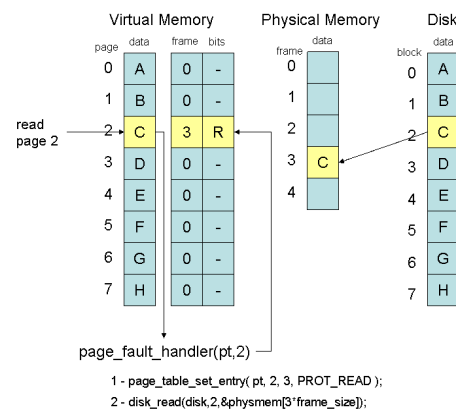 Virtual Memory Physical Memory Disk
page data frame bits frame data block data
0 A 0 - 0 0 A
1 B 0 - 1 1 B
read page 2 2 C 3 R 2 2 C
3 D 0 - 3 C 3 D
4 E 0 - 4 4 E
5 F 0 - 5 F
6 G 0 - 6 G
7 H 0 - 7 H
page_fault_handler(pt,2)
1 - page_table_set_entry( pt, 2, 3, PROT_READ );
2 - disk_read(disk,2,&physmem[3*frame_size]);